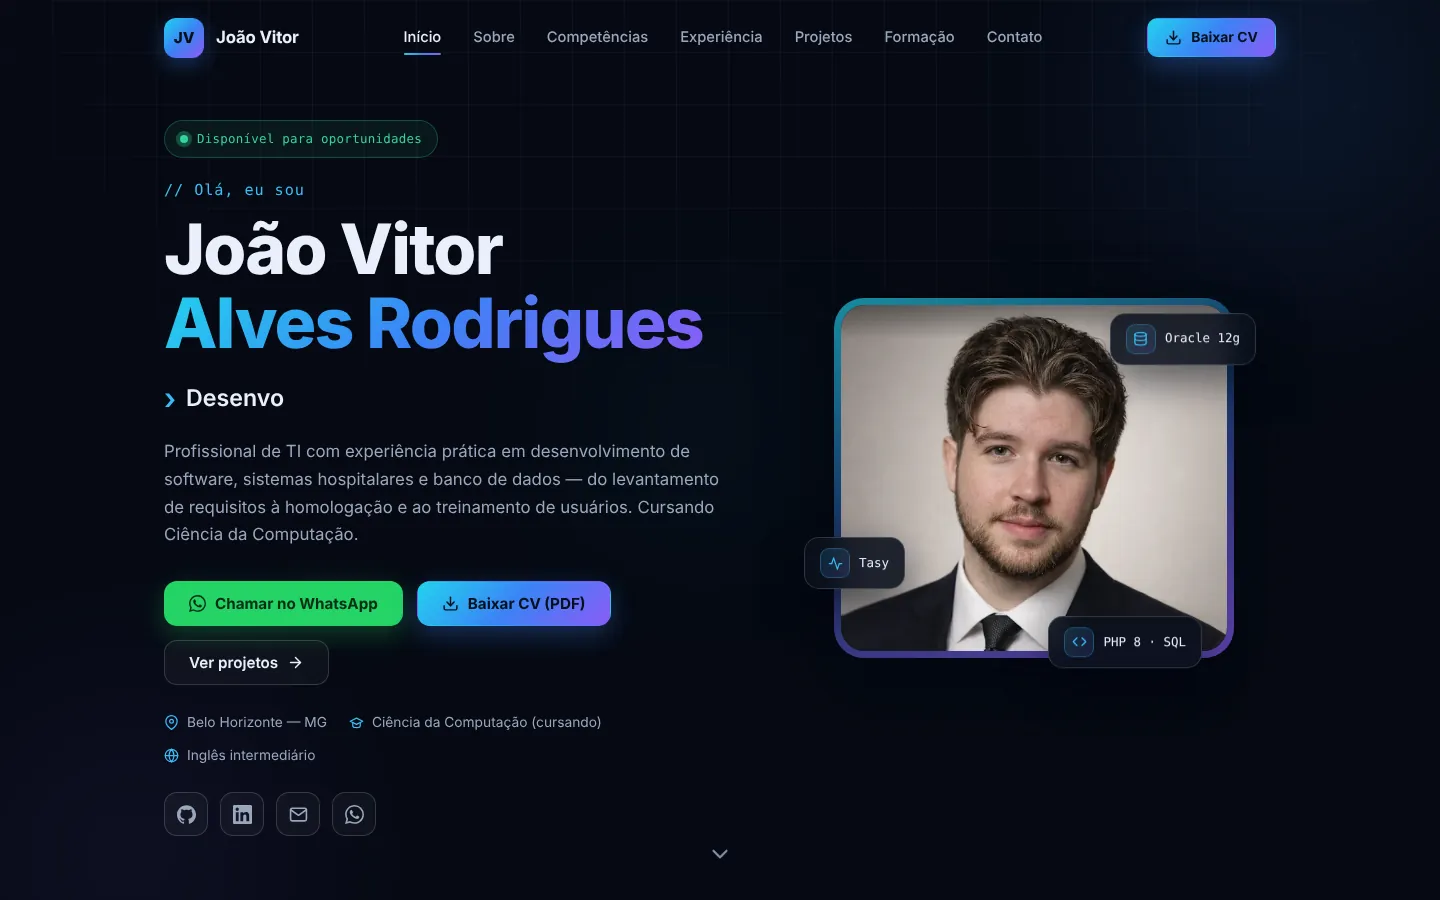 JV João Vitor Início Sobre Competências Experiência Projetos Formação Contato Baixar CV
Disponível para oportunidades
// Olá, eu sou
João Vitor
Alves Rodrigues
Desenvo
Profissional de TI com experiência prática em desenvolvimento de
software, sistemas hospitalares e banco de dados — do levantamento
de requisitos à homologação e ao treinamento de usuários. Cursando
Ciência da Computação.
Chamar no WhatsApp Baixar CV (PDF)
Ver projetos
Belo Horizonte — MG Ciência da Computação (cursando)
Inglês intermediário
Oracle 12g
Tasy
PHP 8 · SQL